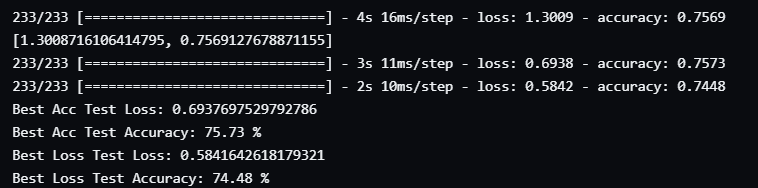 233/233 [==============================] - 4s 16ms/step - loss: 1.3009 - accuracy: 0.7569
[1.3008716106414795, 0.7569127678871155]
233/233 [==============================] - 3s 11ms/step - loss: 0.6938 - accuracy: 0.7573
233/233 [==============================] - 2s 10ms/step - loss: 0.5842 - accuracy: 0.7448
Best Acc Test Loss: 0.6937697529792786
Best Acc Test Accuracy: 75.73 %
Best Loss Test Loss: 0.5841642618179321
Best Loss Test Accuracy: 74.48 %